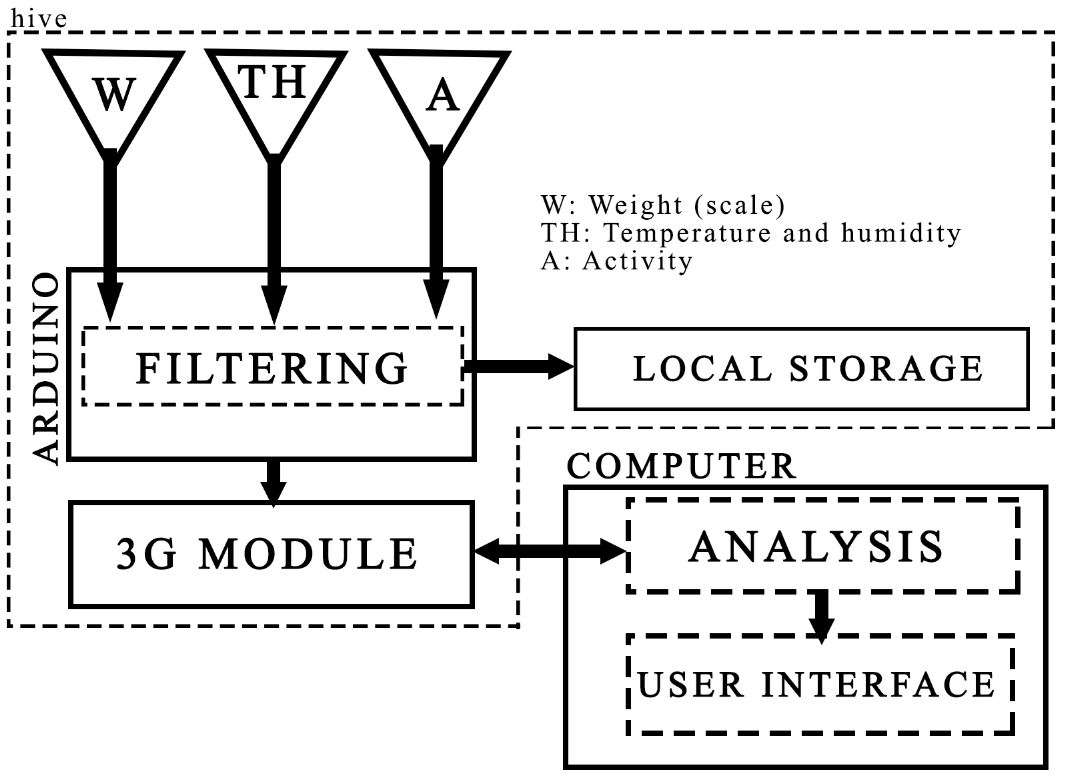 hive
W
TH
A
W: Weight (scale)
TH: Temperature and humidity
A: Activity
ARDUINO
FILTERING
LOCAL STORAGE
COMPUTER
3G MODULE
ANALYSIS
USER INTERFACE